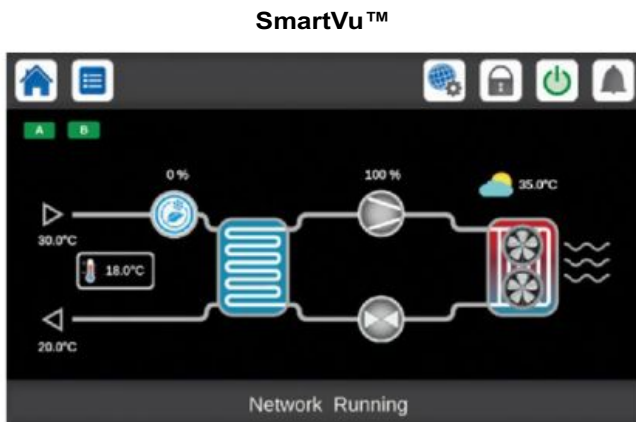 SmartVu™
A B
0 % 100 %
35.0°C
30.0°C
18.0°C
20.0°C
Network Running